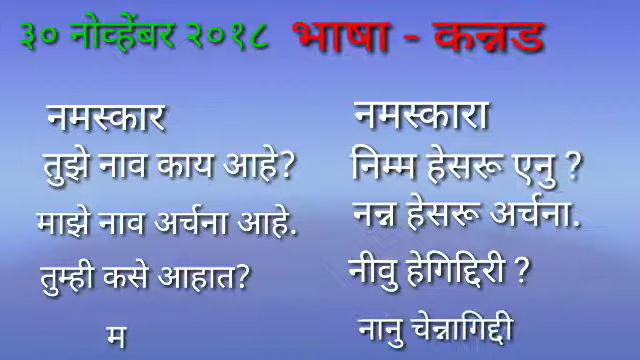 ३० नोव्हेंबर २०१८ भाषा - कन्नड
नमस्कार नमस्कारा
तुझे नाव काय आहे? निम्म हेसरू एनु ?
माझे नाव अर्चना आहे. नन्न हेसरू अर्चना.
तुम्ही कसे आहात? नीवु हेगिद्दिरी ?
म नानु चेन्नागिद्दी